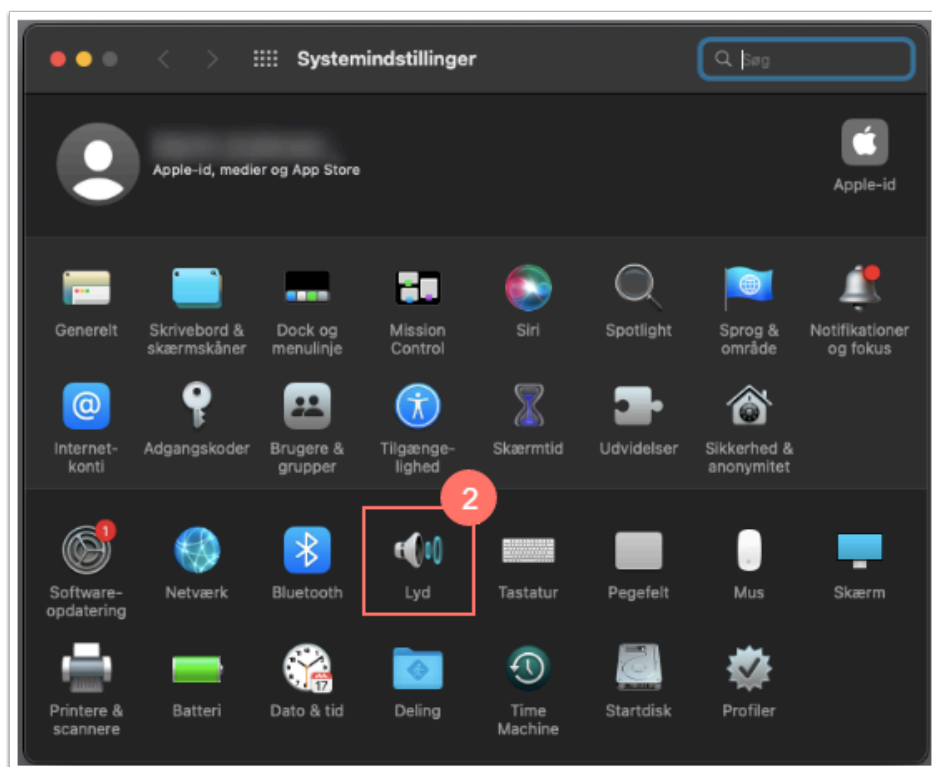 Systemindstillinger
Søg
Apple-id, medier og App Store
Apple-id
Generelt
Skrivebord &
skærmskåner
Dock og
menulinje
Mission
Control
Siri
Spotlight
Sprog &
område
Notifikationer
og fokus
Internet-
konti
Adgangskoder
Brugere &
grupper
Tilgænge-
lighed
Skærmtid
Udvidelser
Sikkerhed &
anonymitet
2
1
Software-
opdatering
Netværk
Bluetooth
Lyd
Tastatur
Pegefelt
Mus
Skærm
Printere &
scannere
Batteri
17
Dato & tid
Deling
Time
Machine
Startdisk
Profiler